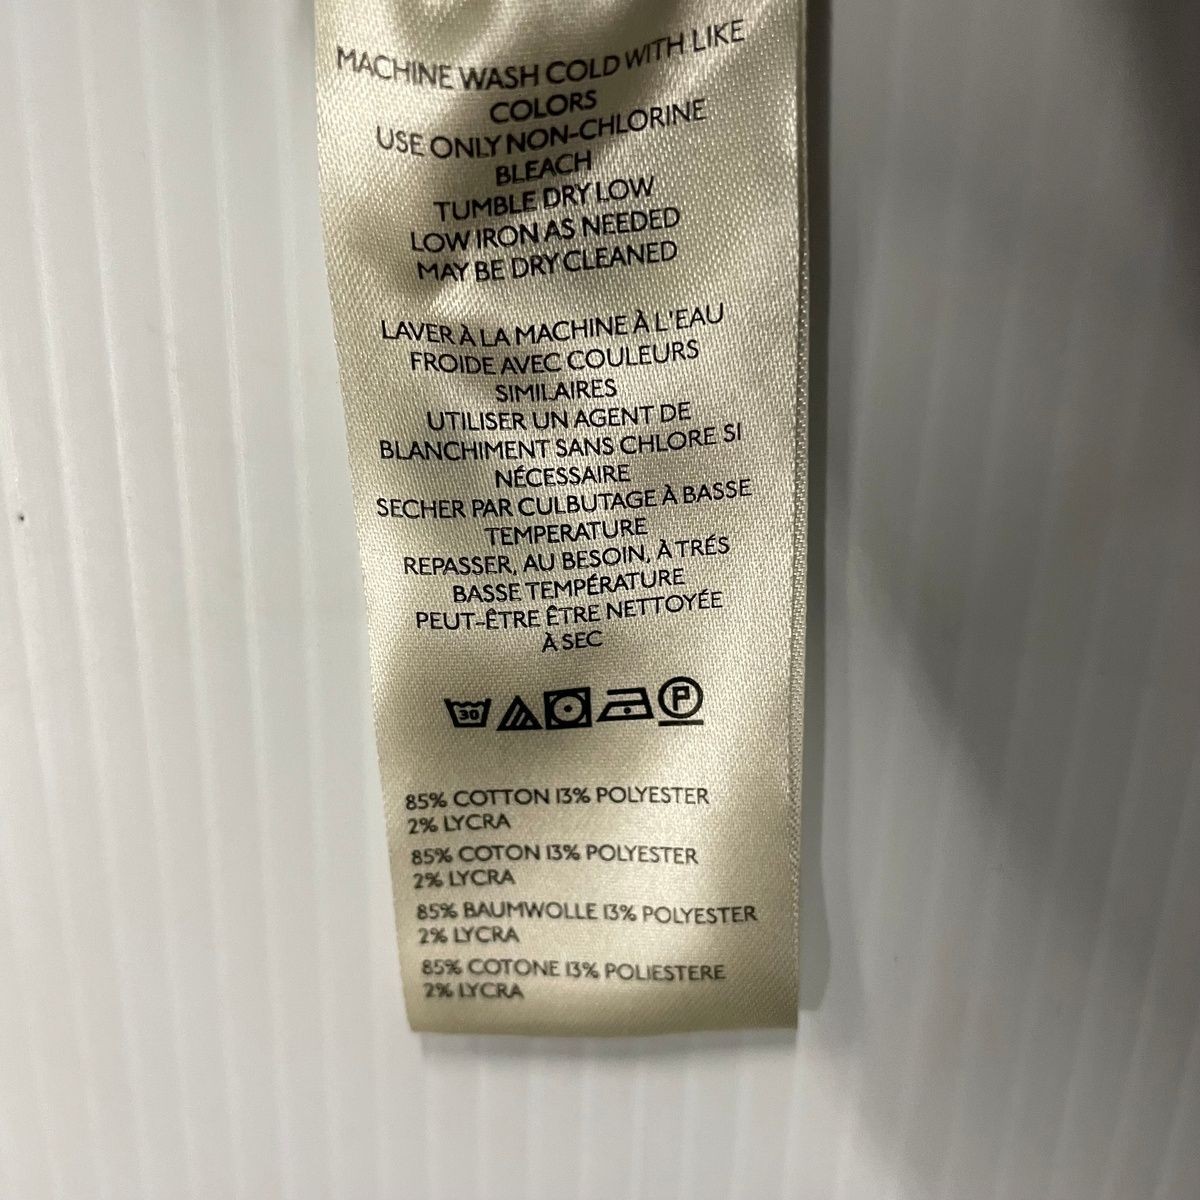 MACHINE WASH COLD WITH LIKE
COLORS
USE ONLY NON-CHLORINE
BLEACH
TUMBLE DRY LOW
LOW IRON AS NEEDED
MAY BE DRY CLEANED
LAVER À LA MACHINE À L'EAU
FROIDE AVEC COULEURS
SIMILAIRES
UTILISER UN AGENT DE
BLANCHIMENT SANS CHLORE SI
NÉCESSAIRE
SECHER PAR CULBUTAGE À BASSE
TEMPERATURE
REPASSER, AU BESOIN, À TRÉS
BASSE TEMPÉRATURE
PEUT-ÊTRE ÊTRE NETTOYÉE
À SEC
30 P
85% COTTON 13% POLYESTER
2% LYCRA
85% COTON 13% POLYESTER
2% LYCRA
85% BAUMWOLLE 13% POLYESTER
2% LYCRA
85% COTONE 13% POLIESTERE
2% LYCRA